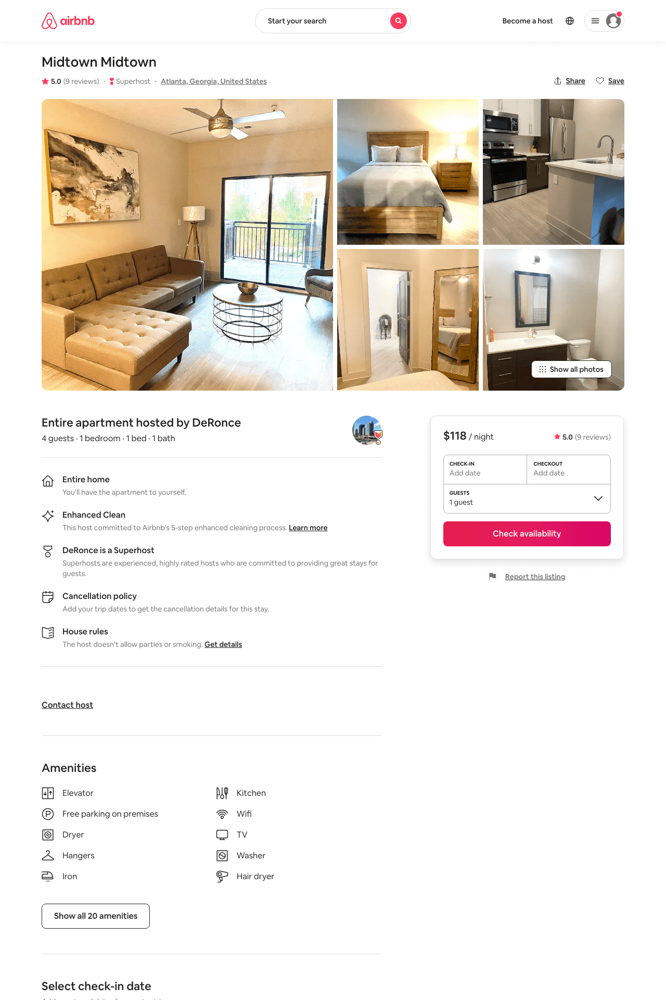 airbnb
Start your search
Become a host
Midtown Midtown
5.0 (9 reviews) · Superhost · Atlanta, Georgia, United States
Share
Save
Show all photos
Entire apartment hosted by DeRonce
4 guests · 1 bedroom · 1 bed · 1 bath
Entire home
You'll have the apartment to yourself.
Enhanced Clean
This host committed to Airbnb's 5-step enhanced cleaning process. Learn more
DeRonce is a Superhost
Superhosts are experienced, highly rated hosts who are committed to providing great stays for
guests.
Cancellation policy
Add your trip dates to get the cancellation details for this stay.
House rules
The host doesn't allow parties or smoking. Get details
$118 / night
5.0 (9 reviews)
CHECK-IN
Add date
CHECKOUT
Add date
GUESTS
1 guest
Check availability
Report this listing
Contact host
Amenities
Elevator
Kitchen
Free parking on premises
Wifi
Dryer
TV
Hangers
Washer
Iron
Hair dryer
Show all 20 amenities
Select check-in date